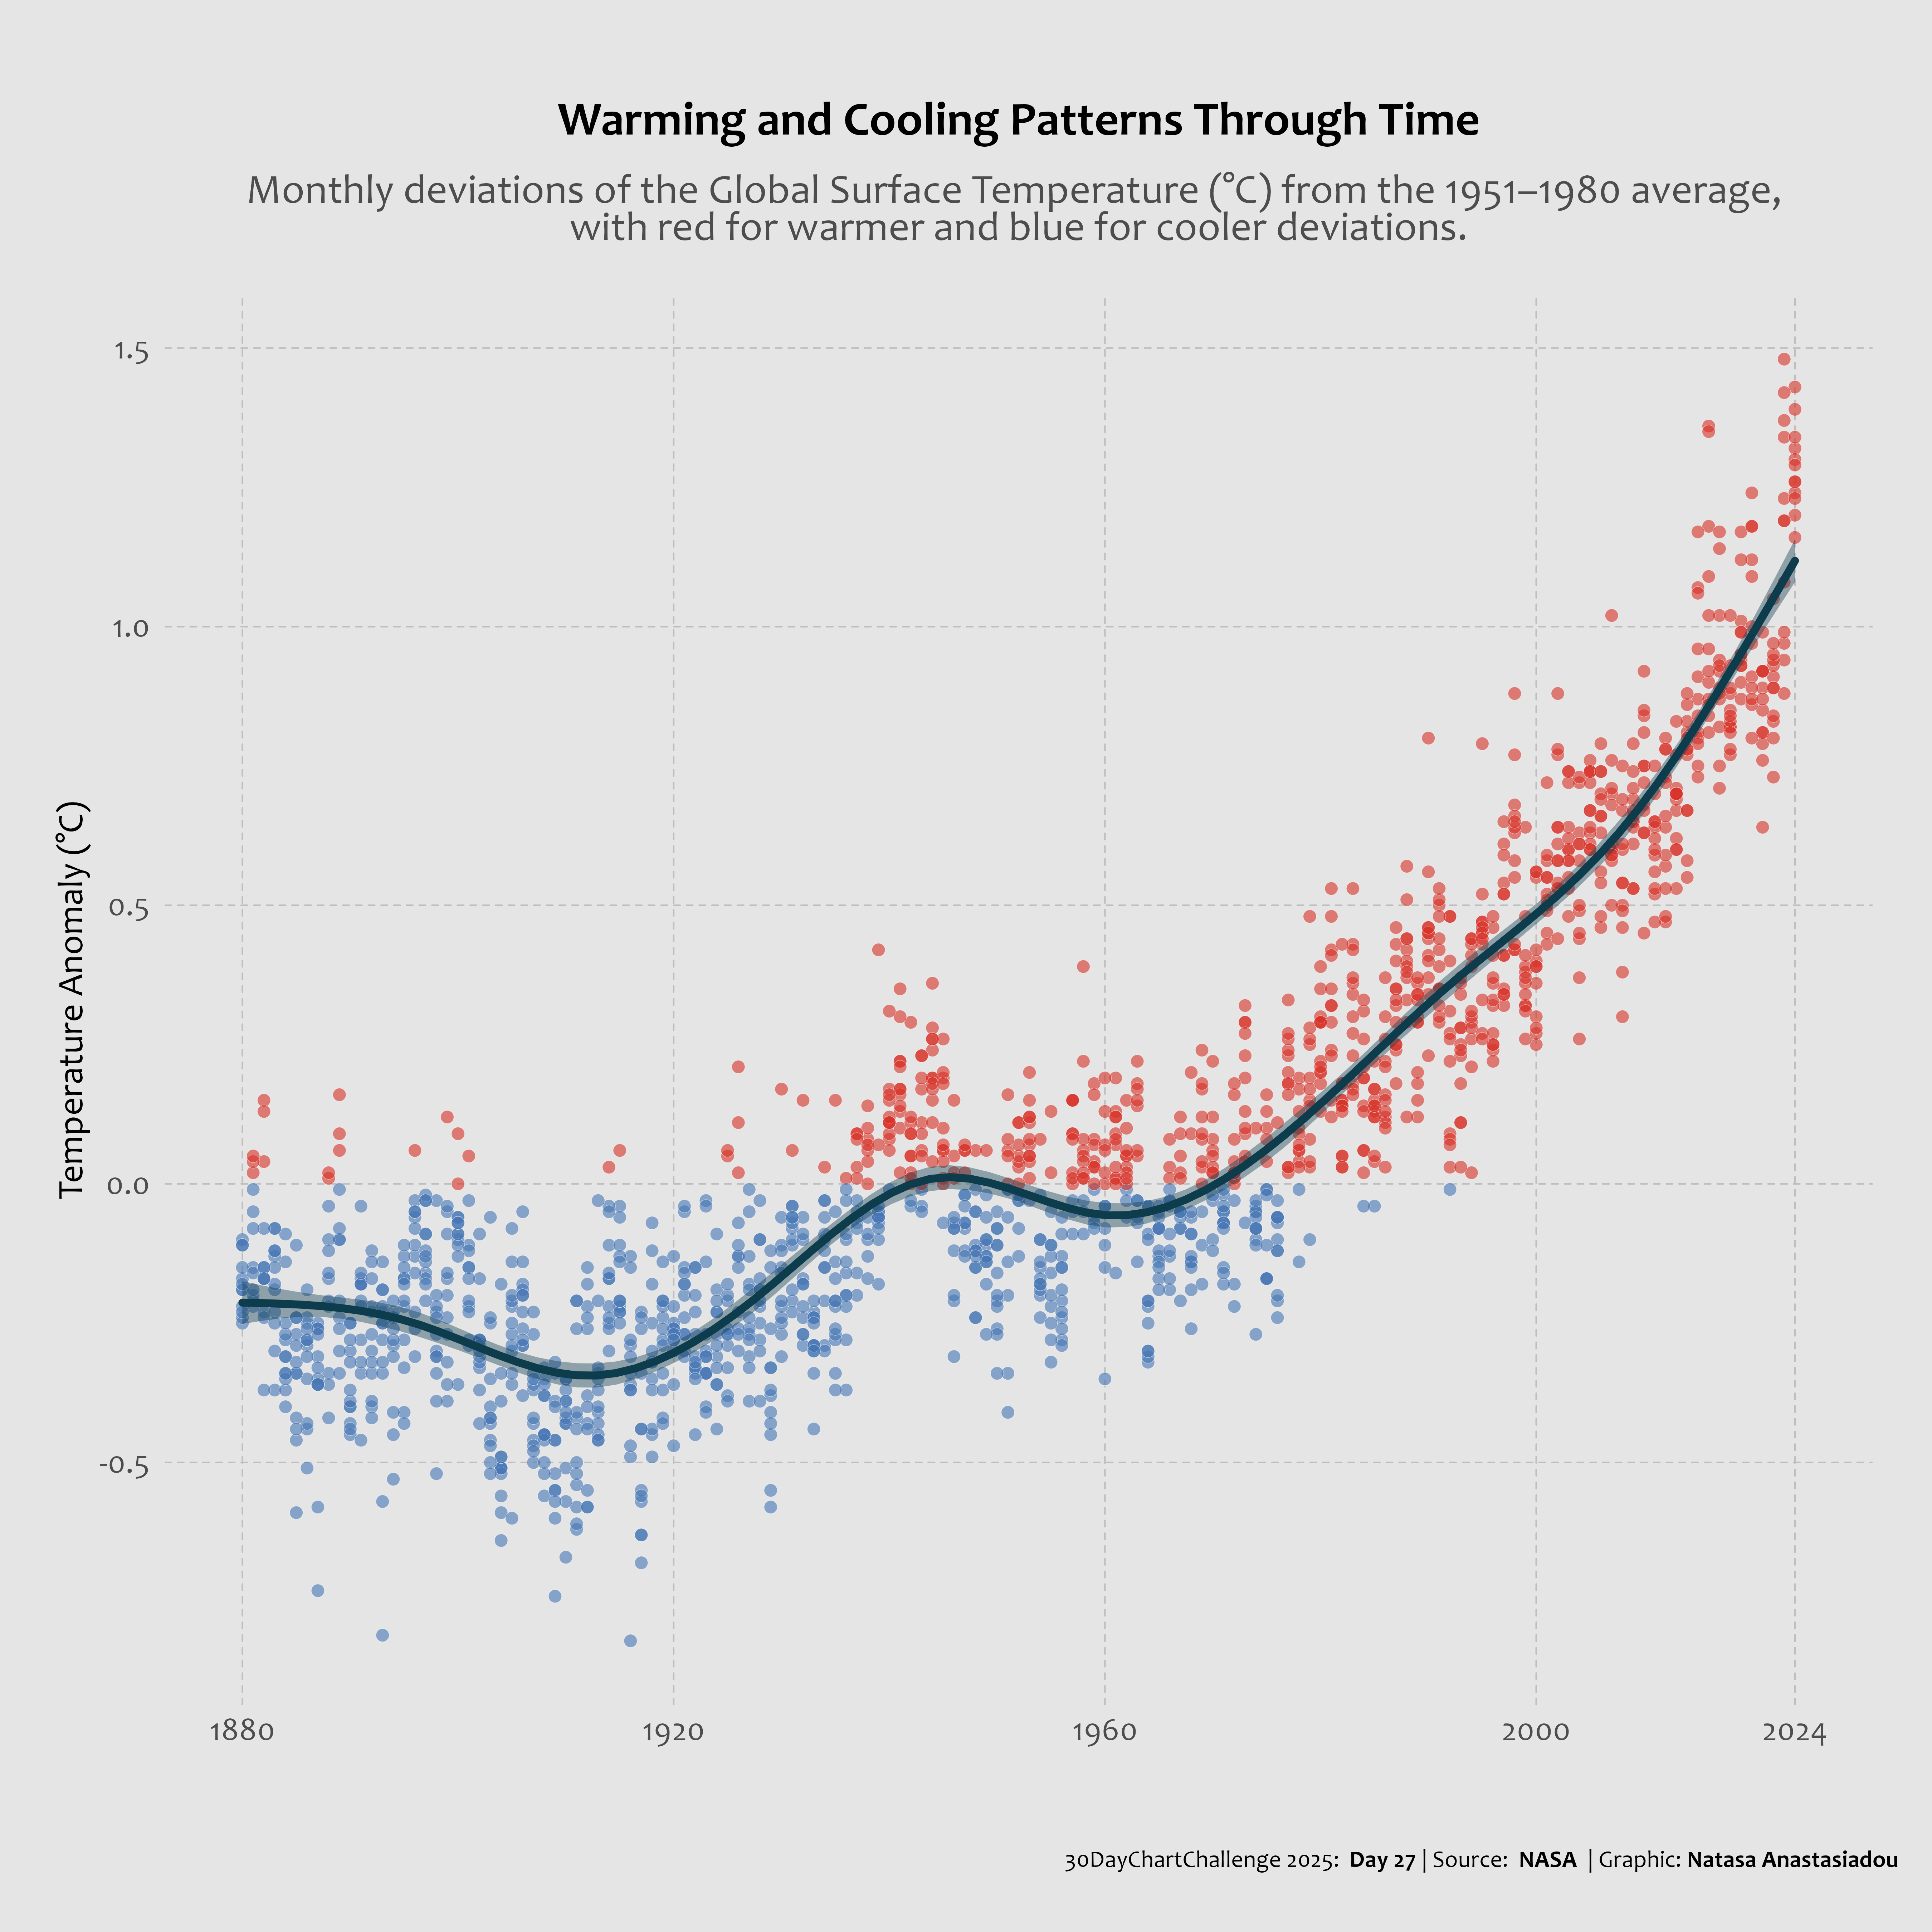 Warming and Cooling Patterns Through Time
Monthly deviations of the Global Surface Temperature (°C) from the 1951–1980 average,
with red for warmer and blue for cooler deviations.
1.5
1.0
0.5
0.0
-0.5
Temperature Anomaly (°C)
1880 1920 1960 2000 2024
30DayChartChallenge 2025: Day 27 | Source: NASA | Graphic: Natasa Anastasiadou